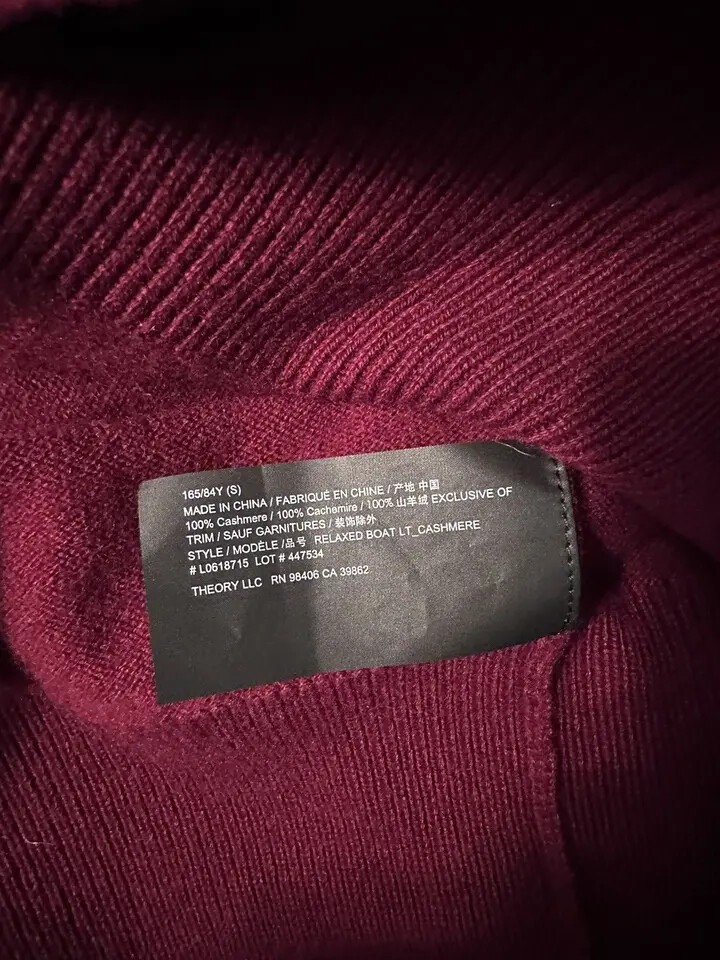 165/84Y (S)
MADE IN CHINA / FABRIQUÉ EN CHINE / 产地 中国
100% Cashmere / 100% Cachemire / 100% 山羊绒 EXCLUSIVE OF
TRIM / SAUF GARNITURES / 装饰除外
STYLE / MODÈLE /品号 RELAXED BOAT LT_CASHMERE
# L0618715 LOT # 447534
THEORY LLC RN 98406 CA 39862